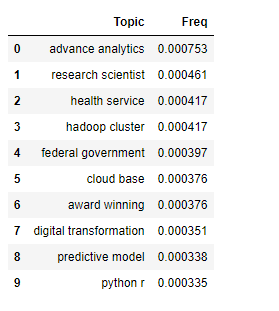 Topic Freq
0 advance analytics 0.000753
1 research scientist 0.000461
2 health service 0.000417
3 hadoop cluster 0.000417
4 federal government 0.000397
5 cloud base 0.000376
6 award winning 0.000376
7 digital transformation 0.000351
8 predictive model 0.000338
9 python r 0.000335